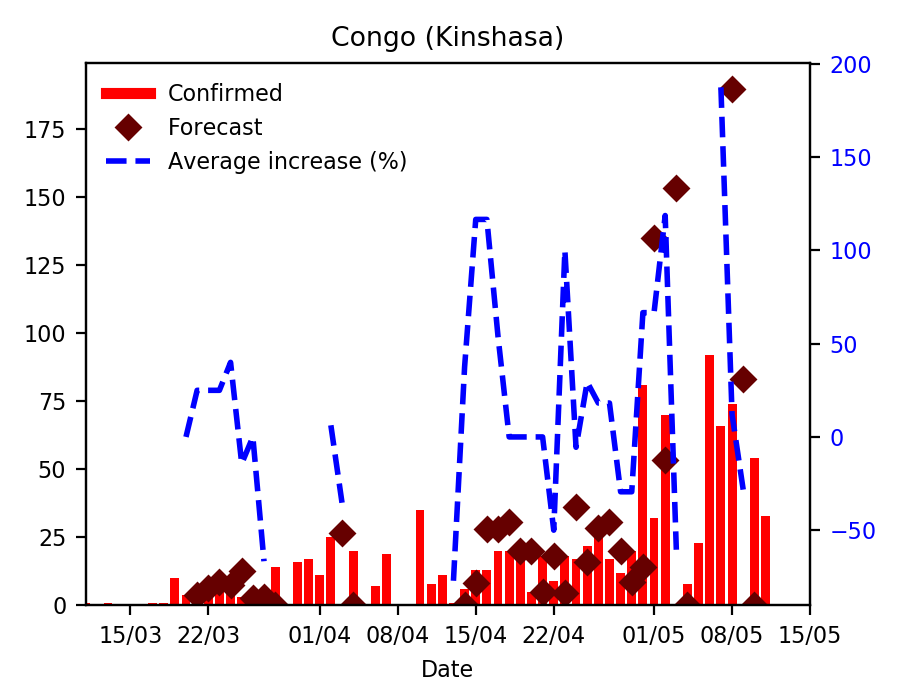 Congo (Kinshasa)
Confirmed
Forecast
Average increase (%)
175
150
125
100
75
50
25
0
200
150
100
50
0
−50
15/03 22/03 01/04 08/04 15/04 22/04 01/05 08/05 15/05
Date